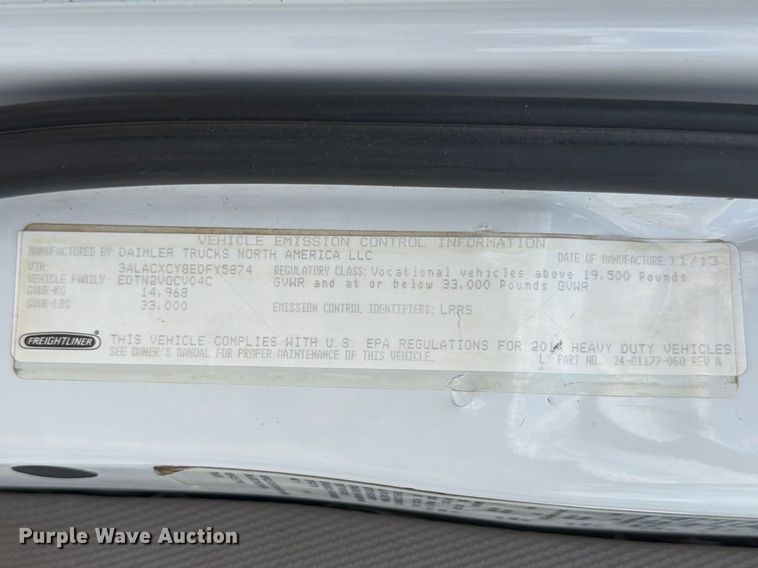 VEHICLE EMISSION CONTROL INFORMATION
MANUFACTURED BY: DAIMLER TRUCKS NORTH AMERICA LLC DATE OF MANUFACTURE: 11/13
VIN: 3ALACXCY8EDFY5874 REGULATORY CLASS: Vocational vehicles above 19,500 Pounds
VEHICLE FAMILY EDTN2VOCV04C GVWR and at or below 33,000 Pounds GVWR.
GVWR-KG 14,968
GVWR-LBS 33,000 EMISSION CONTROL IDENTIFIERS: LRRS
FREIGHTLINER THIS VEHICLE COMPLIES WITH U.S. EPA REGULATIONS FOR 2014 HEAVY DUTY VEHICLES
SEE OWNER'S MANUAL FOR PROPER MAINTENANCE OF THIS VEHICLE. PART NO. 24-01177-060 REV A
Purple Wave Auction